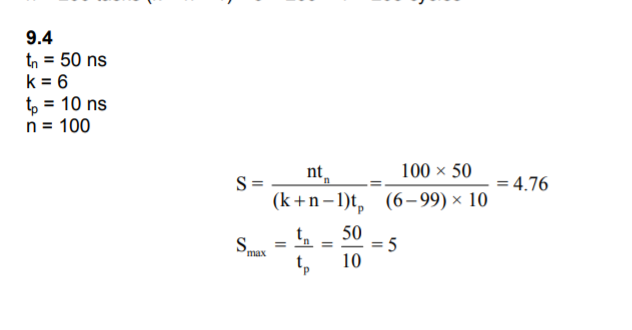 9.4
tₙ = 50 ns
k = 6
tₚ = 10 ns
n = 100
S = ntₙ / (k + n – 1)tₚ = 100 × 50 / (6 – 99) × 10 = 4.76
Sₘₐₓ = tₙ / tₚ = 50 / 10 = 5